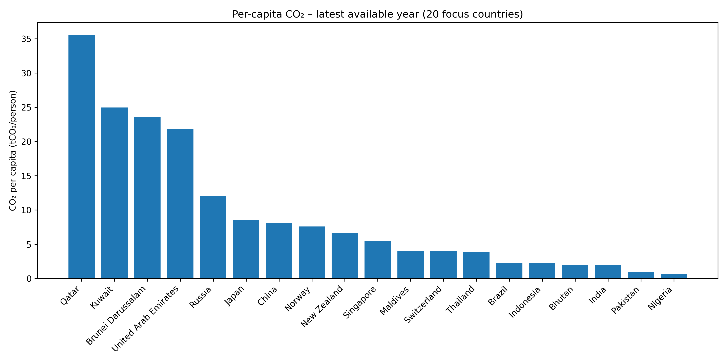 Per-capita CO₂ – latest available year (20 focus countries)
CO₂ per capita (tCO₂/person)
35
30
25
20
15
10
5
0
Qatar
Kuwait
Brunei Darussalam
United Arab Emirates
Russia
Japan
China
Norway
New Zealand
Singapore
Maldives
Switzerland
Thailand
Brazil
Indonesia
Bhutan
India
Pakistan
Nigeria